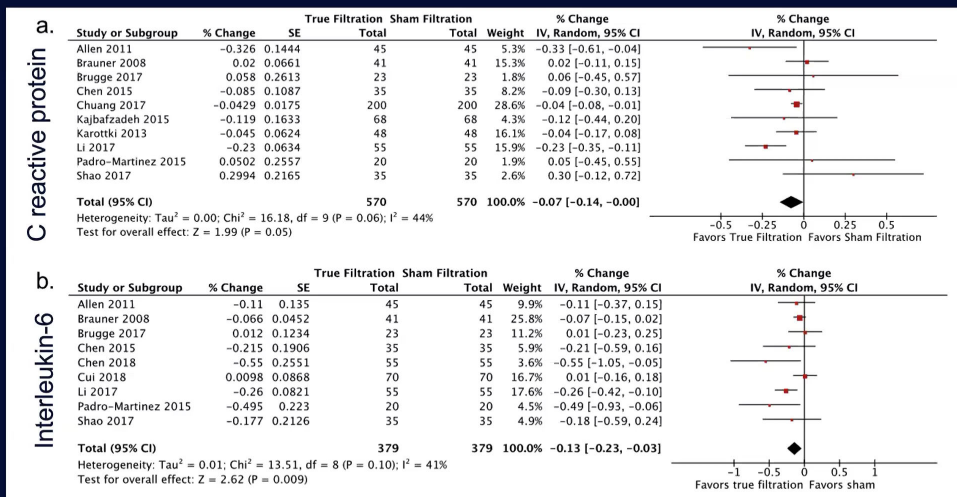 a.
C reactive protein
True Filtration Sham Filtration % Change % Change
Study or Subgroup % Change SE Total Total Weight IV, Random, 95% CI IV, Random, 95% CI
Allen 2011 −0.326 0.1444 45 45 5.3% −0.33 [−0.61, −0.04]
Brauner 2008 0.02 0.0661 41 41 15.3% 0.02 [−0.11, 0.15]
Brugge 2017 0.058 0.2613 23 23 1.8% 0.06 [−0.45, 0.57]
Chen 2015 −0.085 0.1087 35 35 8.2% −0.09 [−0.30, 0.13]
Chuang 2017 −0.0429 0.0175 200 200 28.6% −0.04 [−0.08, −0.01]
Kajbafzadeh 2015 −0.119 0.1633 68 68 4.3% −0.12 [−0.44, 0.20]
Karottki 2013 −0.045 0.0624 48 48 16.1% −0.04 [−0.17, 0.08]
Li 2017 −0.23 0.0634 55 55 15.9% −0.23 [−0.35, −0.11]
Padro-Martinez 2015 0.0502 0.2557 20 20 1.9% 0.05 [−0.45, 0.55]
Shao 2017 0.2994 0.2165 35 35 2.6% 0.30 [−0.12, 0.72]
Total (95% CI) 570 570 100.0% −0.07 [−0.14, −0.00]
Heterogeneity: Tau² = 0.00; Chi² = 16.18, df = 9 (P = 0.06); I² = 44%
Test for overall effect: Z = 1.99 (P = 0.05)
−0.5 −0.25 0 0.25 0.5
Favors True Filtration Favors Sham Filtration
b.
Interleukin-6
True Filtration Sham Filtration % Change % Change
Study or Subgroup % Change SE Total Total Weight IV, Random, 95% CI IV, Random, 95% CI
Allen 2011 −0.11 0.135 45 45 9.9% −0.11 [−0.37, 0.15]
Brauner 2008 −0.066 0.0452 41 41 25.8% −0.07 [−0.15, 0.02]
Brugge 2017 0.012 0.1234 23 23 11.2% 0.01 [−0.23, 0.25]
Chen 2015 −0.215 0.1906 35 35 5.9% −0.21 [−0.59, 0.16]
Chen 2018 −0.55 0.2551 55 55 3.6% −0.55 [−1.05, −0.05]
Cui 2018 0.0098 0.0868 70 70 16.7% 0.01 [−0.16, 0.18]
Li 2017 −0.26 0.0821 55 55 17.6% −0.26 [−0.42, −0.10]
Padro-Martinez 2015 −0.495 0.223 20 20 4.5% −0.49 [−0.93, −0.06]
Shao 2017 −0.177 0.2126 35 35 4.9% −0.18 [−0.59, 0.24]
Total (95% CI) 379 379 100.0% −0.13 [−0.23, −0.03]
Heterogeneity: Tau² = 0.01; Chi² = 13.51, df = 8 (P = 0.10); I² = 41%
Test for overall effect: Z = 2.62 (P = 0.009)
−1 −0.5 0 0.5 1
Favors true filtration Favors sham